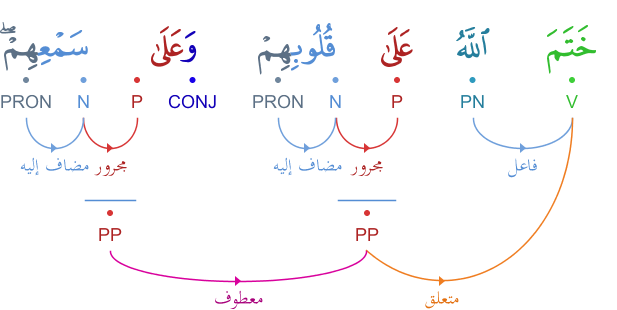 خَتَمَ ٱللَّهُ عَلَىٰ قُلُوبِهِمْ وَعَلَىٰ سَمْعِهِمْ ۖ
V PN P N PRON CONJ P N PRON
فاعل مجرور مضاف إليه مجرور مضاف إليه
PP PP
متعلق معطوف